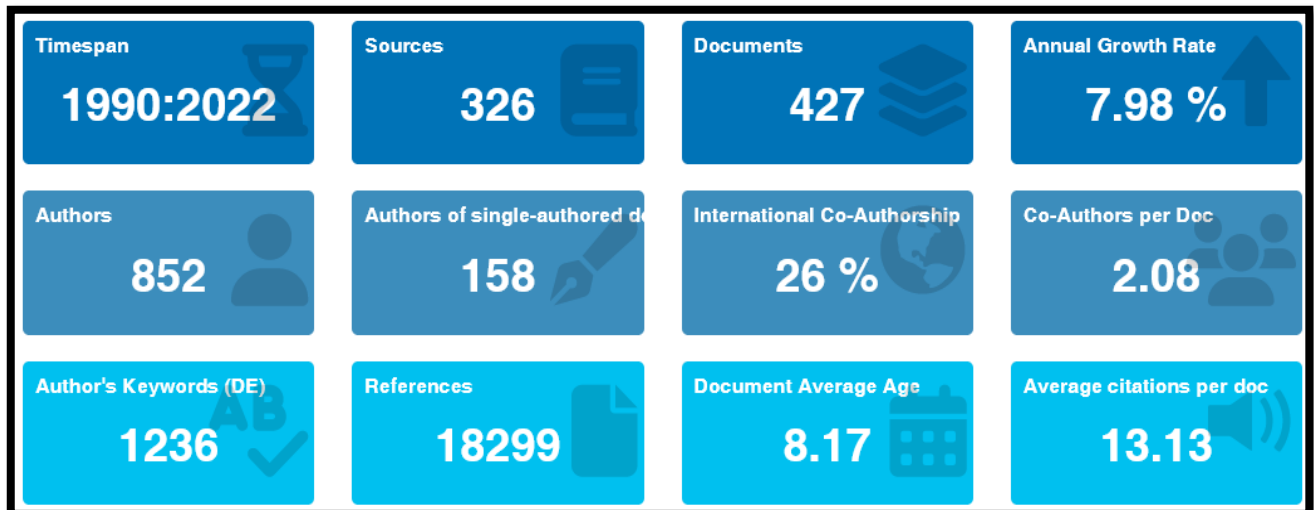 Timespan
1990:2022
Sources
326
Documents
427
Annual Growth Rate
7.98 %
Authors
852
Authors of single-authored
158
International Co-Authorship
26 %
Co-Authors per Doc
2.08
Author's Keywords (DE)
1236
AB
References
18299
Document Average Age
8.17
Average citations per doc
13.13